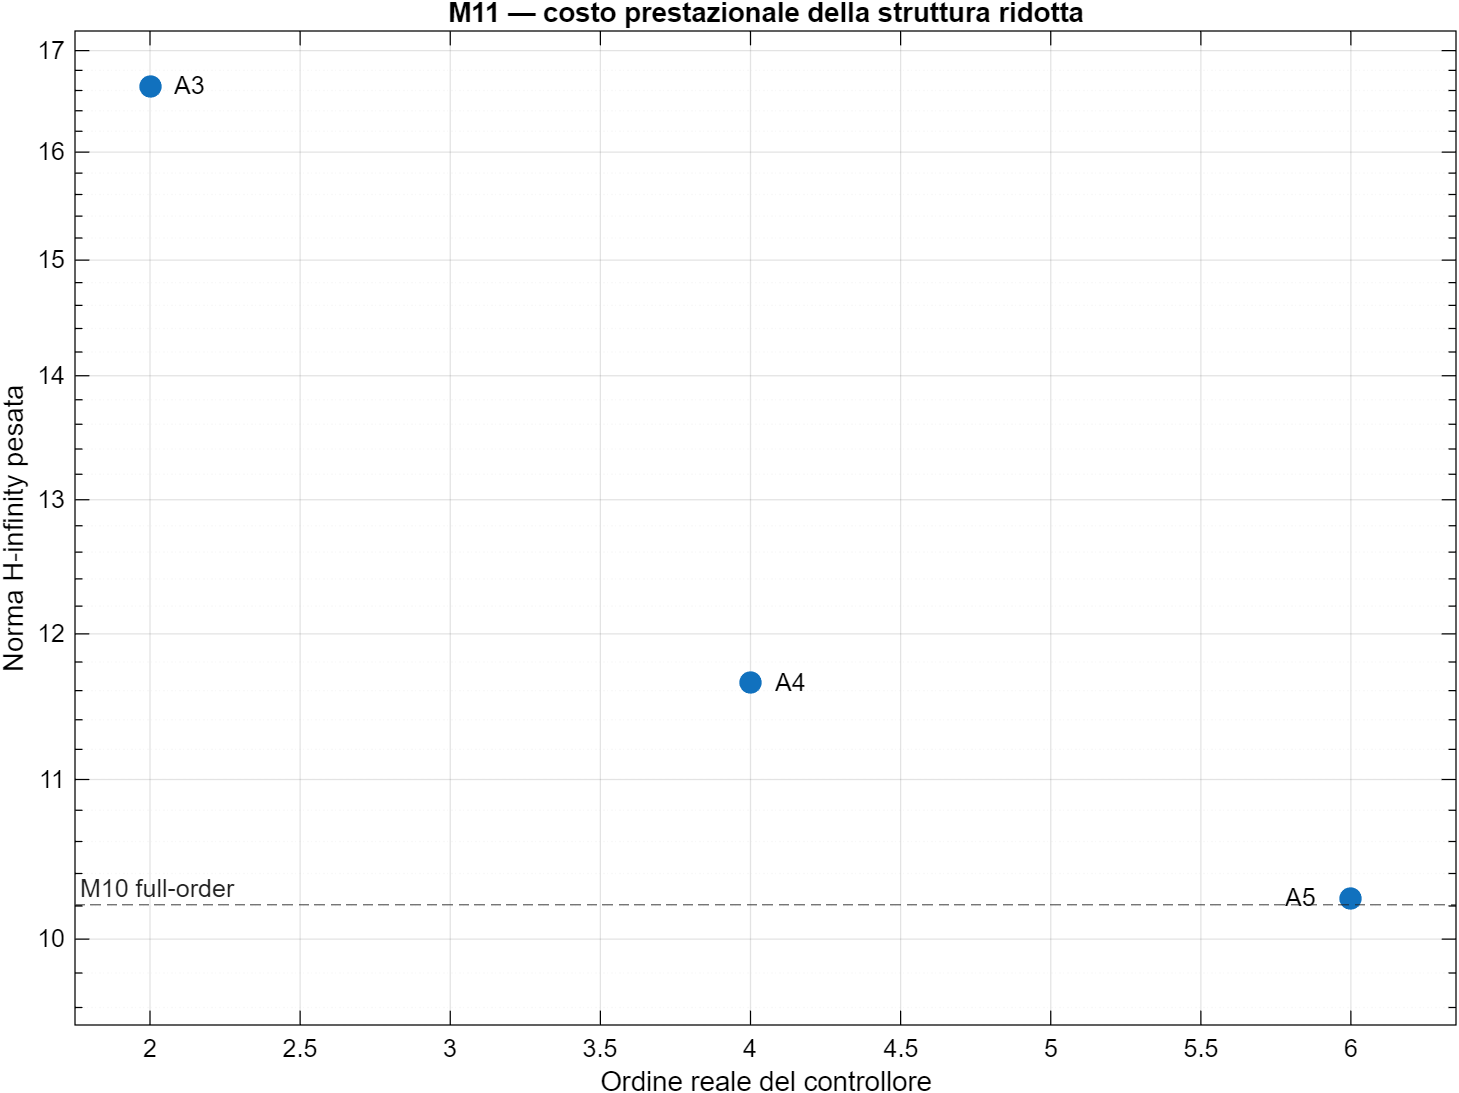 M11 — costo prestazionale della struttura ridotta
Norma H-infinity pesata
17
16
15
14
13
12
11
10
A3
A4
A5
M10 full-order
2
2.5
3
3.5
4
4.5
5
5.5
6
Ordine reale del controllore